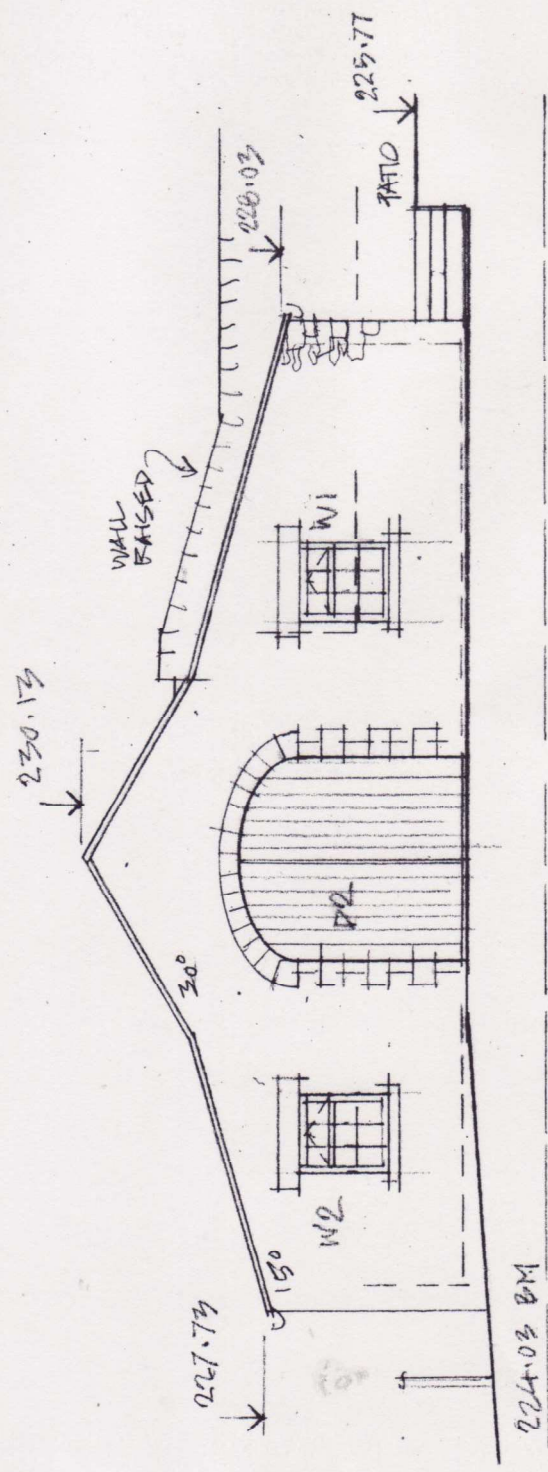 230.13
WALL
RAISED
228.03
225.77
PATIO
227.73
30°
15°
W2
D2
W1
224.03 BM